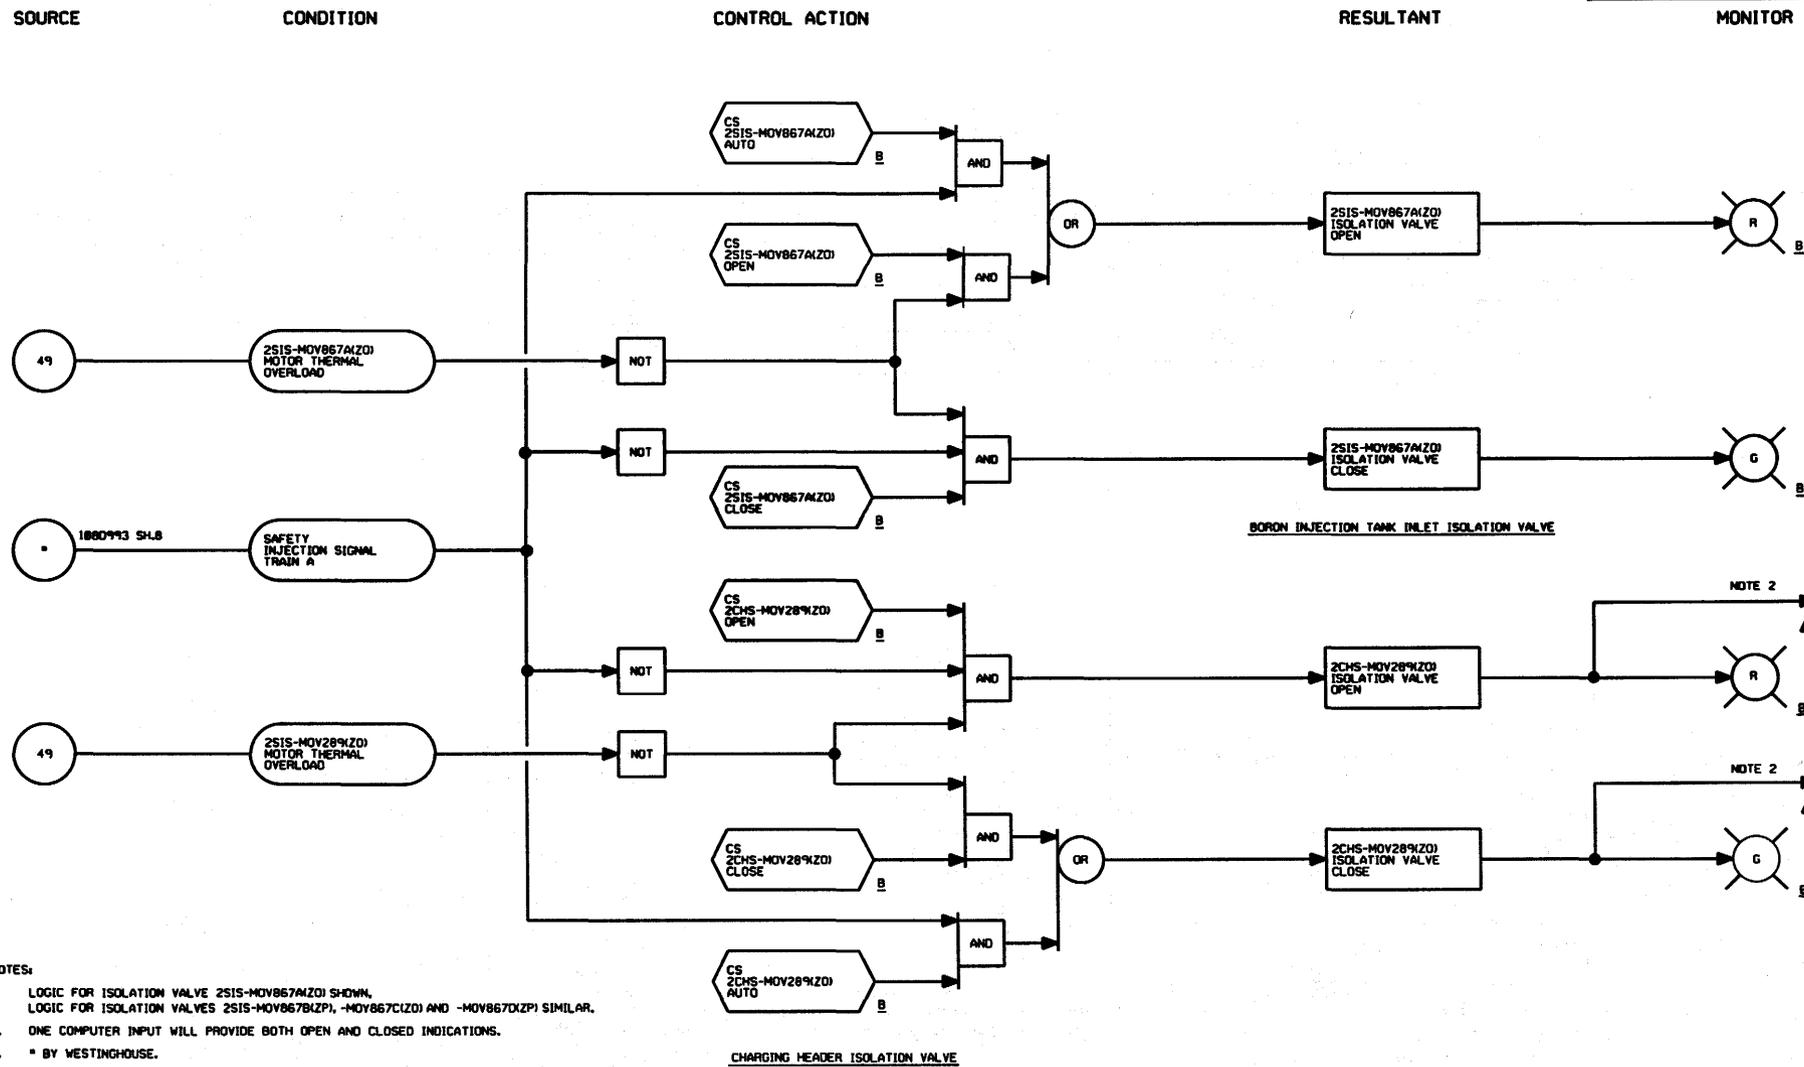 SOURCE CONDITION CONTROL ACTION RESULTANT MONITOR
CS
2SIS-MOV867A(ZO)
AUTO
B
AND
CS
2SIS-MOV867A(ZO)
OPEN
B
AND
OR
2SIS-MOV867A(ZO)
ISOLATION VALVE
OPEN
R
B
49
2SIS-MOV867A(ZO)
MOTOR THERMAL
OVERLOAD
NOT
NOT
CS
2SIS-MOV867A(ZO)
CLOSE
B
AND
2SIS-MOV867A(ZO)
ISOLATION VALVE
CLOSE
G
B
BORON INJECTION TANK INLET ISOLATION VALVE
*
108D993 SH.8
SAFETY
INJECTION SIGNAL
TRAIN A
CS
2CHS-MOV289(ZO)
OPEN
B
NOT
AND
2CHS-MOV289(ZO)
ISOLATION VALVE
OPEN
NOTE 2
R
B
49
2SIS-MOV289(ZO)
MOTOR THERMAL
OVERLOAD
NOT
CS
2CHS-MOV289(ZO)
CLOSE
B
AND
OR
2CHS-MOV289(ZO)
ISOLATION VALVE
CLOSE
NOTE 2
G
AND
CS
2CHS-MOV289(ZO)
AUTO
B
OTES:
LOGIC FOR ISOLATION VALVE 2SIS-MOV867A(ZO) SHOWN,
LOGIC FOR ISOLATION VALVES 2SIS-MOV867B(ZP), -MOV867C(ZO) AND -MOV867D(ZP) SIMILAR.
ONE COMPUTER INPUT WILL PROVIDE BOTH OPEN AND CLOSED INDICATIONS.
* BY WESTINGHOUSE.
CHARGING HEADER ISOLATION VALVE